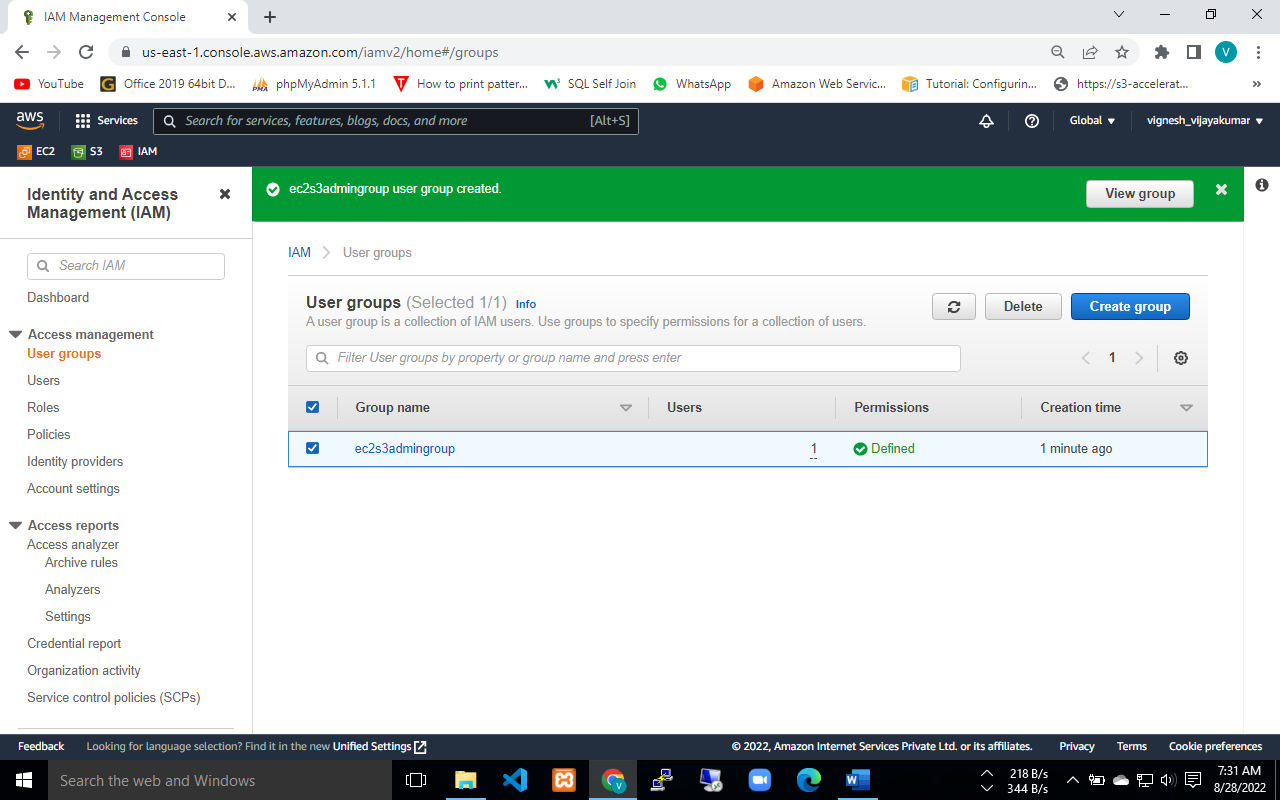 IAM Management Console
us-east-1.console.aws.amazon.com/iamv2/home#/groups
V
YouTube
Office 2019 64bit D...
phpMyAdmin 5.1.1
How to print patter...
SQL Self Join
WhatsApp
Amazon Web Servic...
Tutorial: Configurin...
https://s3-accelerat...
»
aws
Services
Search for services, features, blogs, docs, and more
[Alt+S]
Global
vignesh_vijayakumar
EC2
S3
IAM
Identity and Access
Management (IAM)
Search IAM
Dashboard
Access management
User groups
Users
Roles
Policies
Identity providers
Account settings
Access reports
Access analyzer
Archive rules
Analyzers
Settings
Credential report
Organization activity
Service control policies (SCPs)
ec2s3admingroup user group created.
View group
IAM
User groups
User groups (Selected 1/1) Info
A user group is a collection of IAM users. Use groups to specify permissions for a collection of users.
Delete
Create group
Filter User groups by property or group name and press enter
1
Group name
Users
Permissions
Creation time
ec2s3admingroup
1
Defined
1 minute ago
Feedback
Looking for language selection? Find it in the new Unified Settings
© 2022, Amazon Internet Services Private Ltd. or its affiliates.
Privacy
Terms
Cookie preferences
Search the web and Windows
218 B/s
344 B/s
7:31 AM
8/28/2022